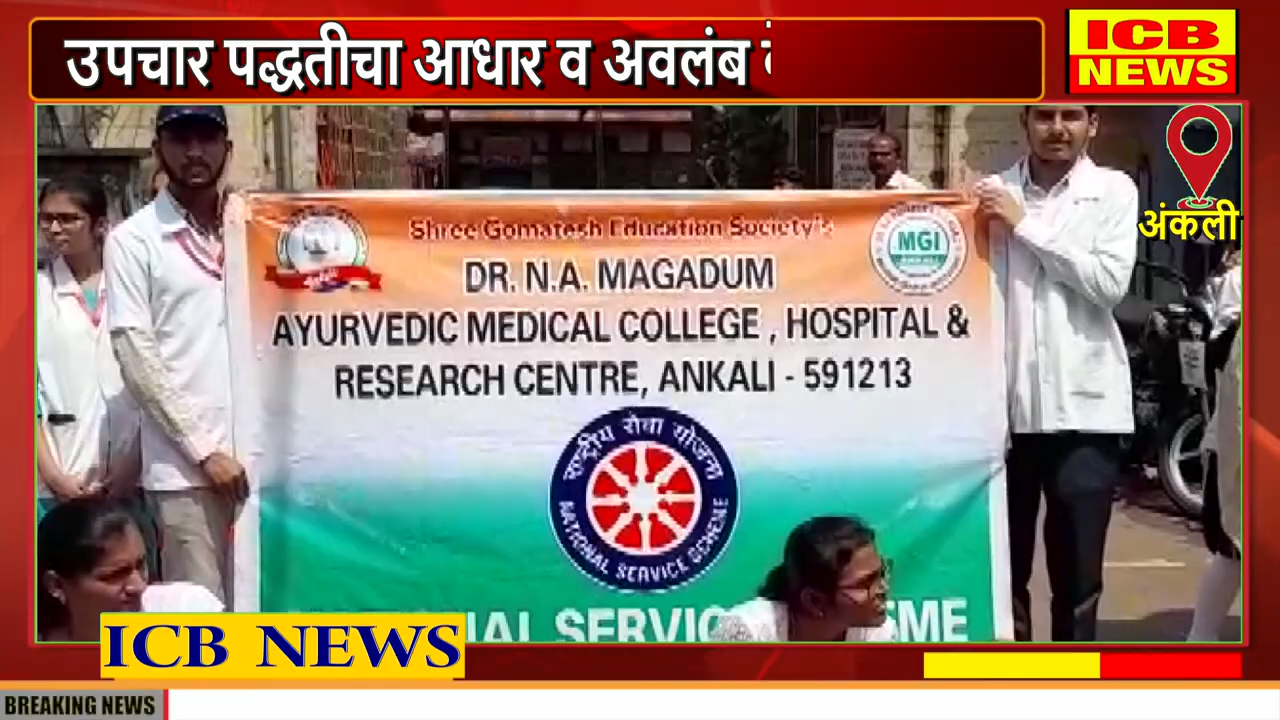 उपचार पद्धतीचा आधार व अवलंब
ICB
NEWS
अंकली
Shree Gomatesh Education Society's
MGI
DR. N.A. MAGADUM
AYURVEDIC MEDICAL COLLEGE , HOSPITAL &
RESEARCH CENTRE, ANKALI - 591213
राष्ट्रीय सेवा योजना
NATIONAL SERVICE SCHEME
ICB NEWS
BREAKING NEWS